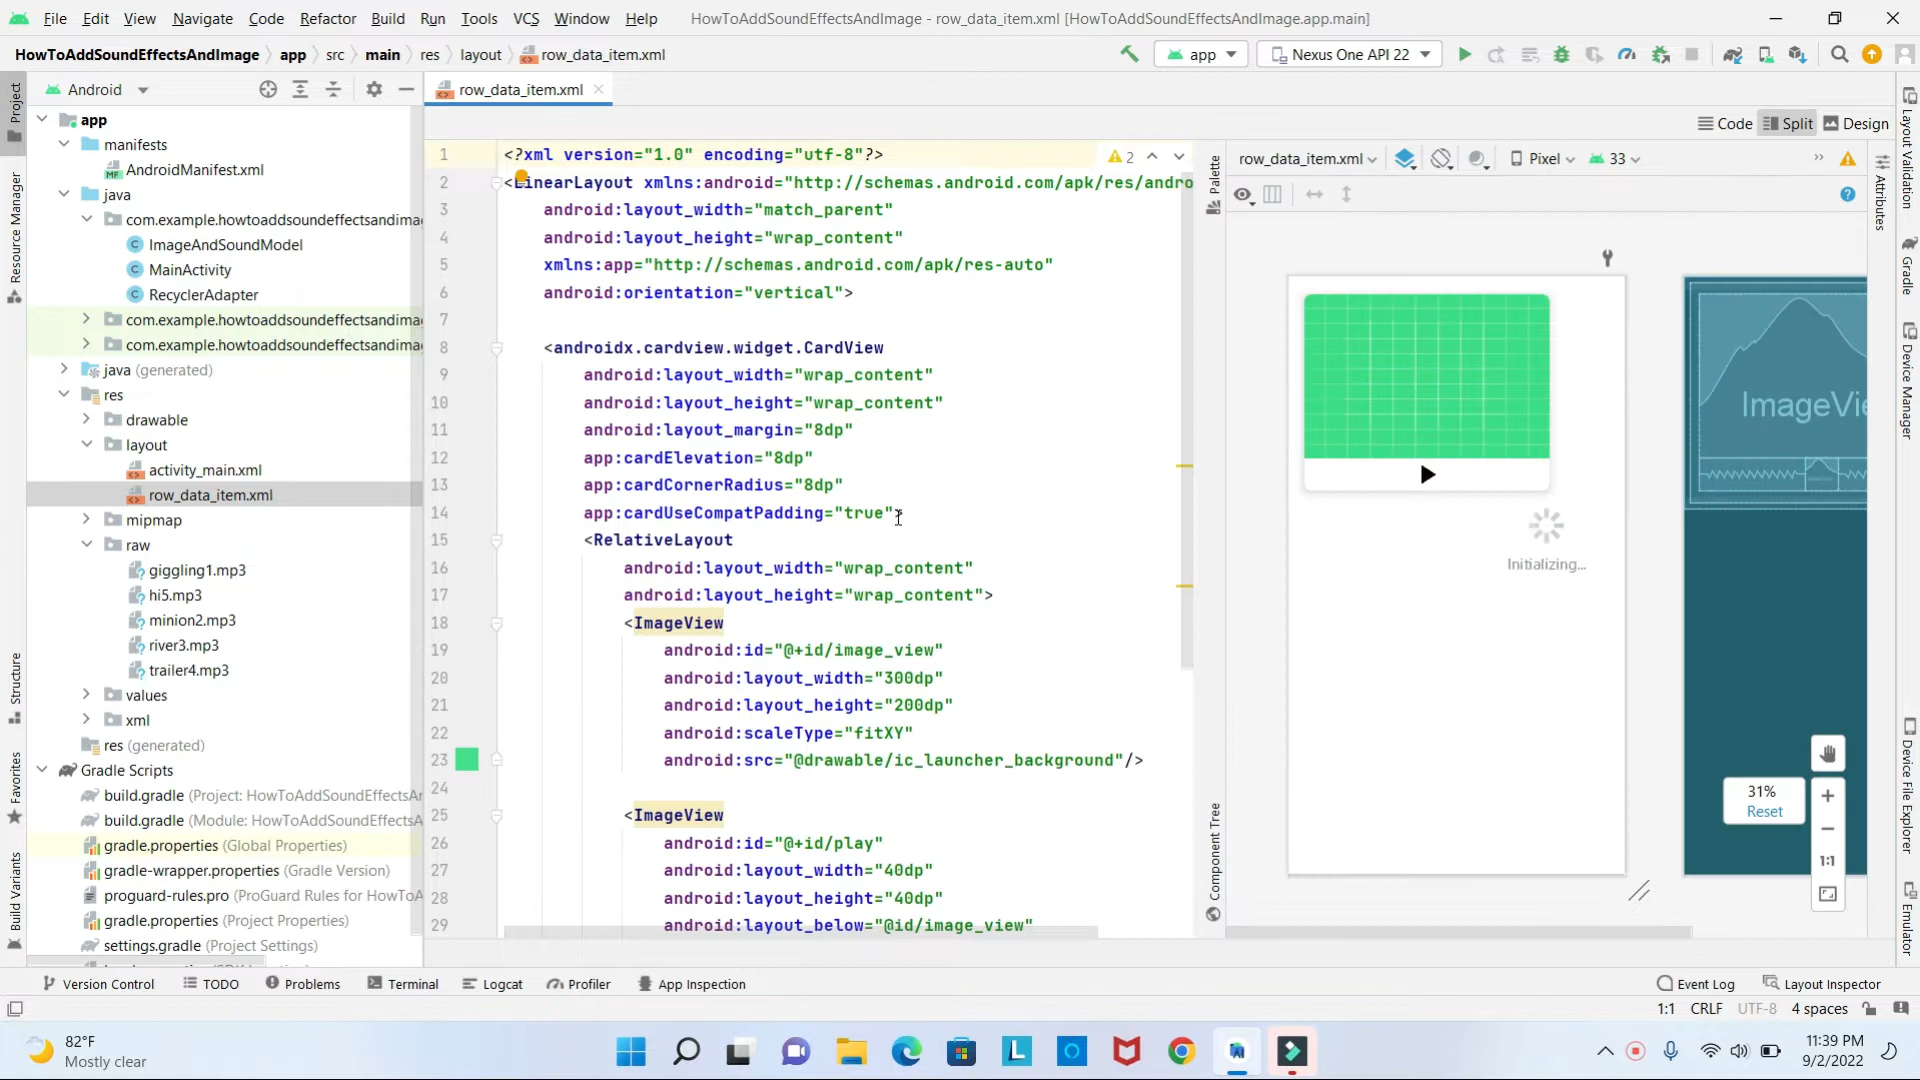 File Edit View Navigate Code Refactor Build Run Tools VCS Window Help HowToAddSoundEffectsAndImage - row_data_item.xml [HowToAddSoundEffectsAndImage.app.main]
HowToAddSoundEffectsAndImage app src main res layout row_data_item.xml app Nexus One API 22
Project
Resource Manager
Structure
Favorites
Build Variants
Android
app
manifests
AndroidManifest.xml
java
com.example.howtoaddsoundeffectsandima
ImageAndSoundModel
MainActivity
RecyclerAdapter
com.example.howtoaddsoundeffectsandima
com.example.howtoaddsoundeffectsandima
java (generated)
res
drawable
layout
activity_main.xml
row_data_item.xml
mipmap
raw
giggling1.mp3
hi5.mp3
minion2.mp3
river3.mp3
trailer4.mp3
values
xml
res (generated)
Gradle Scripts
build.gradle (Project: HowToAddSoundEffectsAr
build.gradle (Module: HowToAddSoundEffectsA
gradle.properties (Global Properties)
gradle-wrapper.properties (Gradle Version)
proguard-rules.pro (ProGuard Rules for HowToA
gradle.properties (Project Properties)
settings.gradle (Project Settings)
row_data_item.xml
Code Split Design
2
1 <?xml version="1.0" encoding="utf-8"?>
2 <LinearLayout xmlns:android="http://schemas.android.com/apk/res/andro
3 android:layout_width="match_parent"
4 android:layout_height="wrap_content"
5 xmlns:app="http://schemas.android.com/apk/res-auto"
6 android:orientation="vertical">
7
8 <androidx.cardview.widget.CardView
9 android:layout_width="wrap_content"
10 android:layout_height="wrap_content"
11 android:layout_margin="8dp"
12 app:cardElevation="8dp"
13 app:cardCornerRadius="8dp"
14 app:cardUseCompatPadding="true">
15 <RelativeLayout
16 android:layout_width="wrap_content"
17 android:layout_height="wrap_content">
18 <ImageView
19 android:id="@+id/image_view"
20 android:layout_width="300dp"
21 android:layout_height="200dp"
22 android:scaleType="fitXY"
23 android:src="@drawable/ic_launcher_background"/>
24
25 <ImageView
26 android:id="@+id/play"
27 android:layout_width="40dp"
28 android:layout_height="40dp"
29 android:layout_below="@id/image_view"
Palette
Component Tree
row_data_item.xml Pixel 33
ImageVie
Initializing...
31%
Reset
1:1
Attributes
Layout Validation
Gradle
Device Manager
Device File Explorer
Emulator
Version Control TODO Problems Terminal Logcat Profiler App Inspection Event Log Layout Inspector
1:1 CRLF UTF-8 4 spaces
82°F
Mostly clear
11:39 PM
9/2/2022